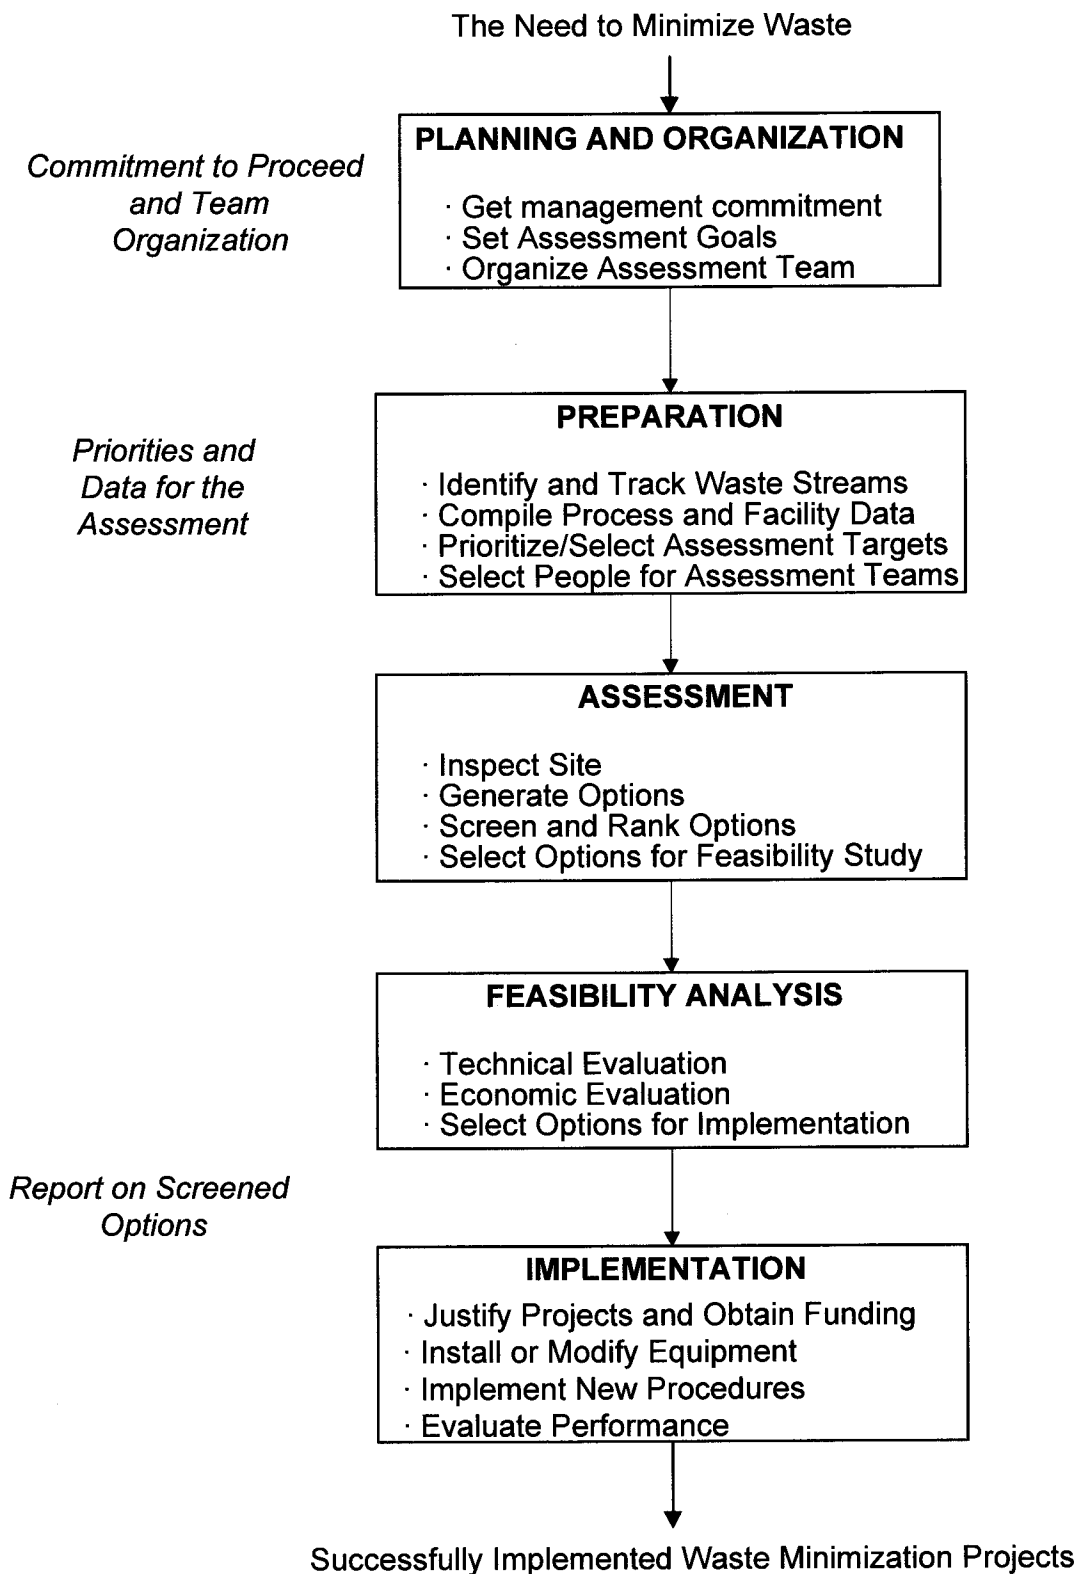 The Need to Minimize Waste
PLANNING AND ORGANIZATION
Commitment to Proceed
and Team
Organization
· Get management commitment
· Set Assessment Goals
· Organize Assessment Team
PREPARATION
Priorities and
Data for the
Assessment
· Identify and Track Waste Streams
· Compile Process and Facility Data
· Prioritize/Select Assessment Targets
· Select People for Assessment Teams
ASSESSMENT
· Inspect Site
· Generate Options
· Screen and Rank Options
· Select Options for Feasibility Study
FEASIBILITY ANALYSIS
· Technical Evaluation
· Economic Evaluation
· Select Options for Implementation
Report on Screened
Options
IMPLEMENTATION
· Justify Projects and Obtain Funding
· Install or Modify Equipment
· Implement New Procedures
· Evaluate Performance
Successfully Implemented Waste Minimization Projects